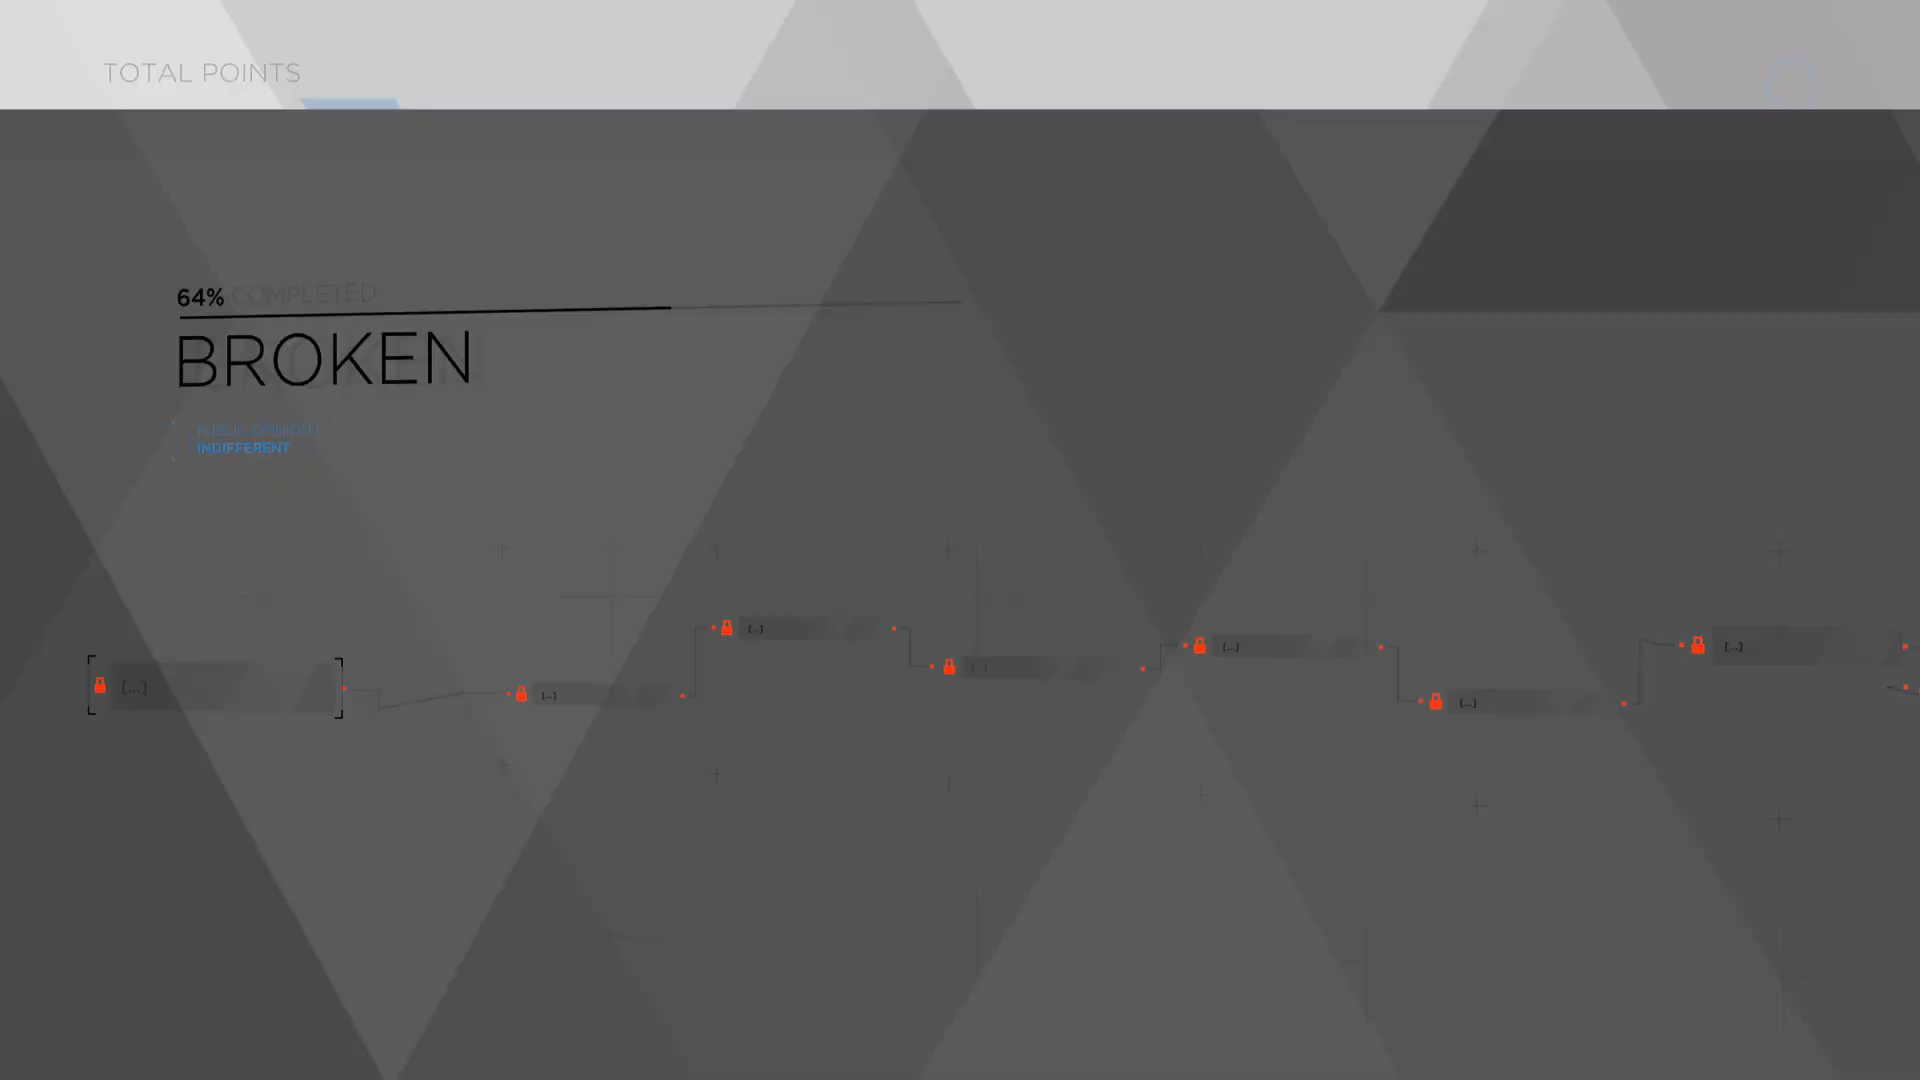 TOTAL POINTS
64% COMPLETED
BROKEN
PUBLIC OPINION
INDIFFERENT
[...]
[...]
[...]
[...]
[...]
[...]
[...]